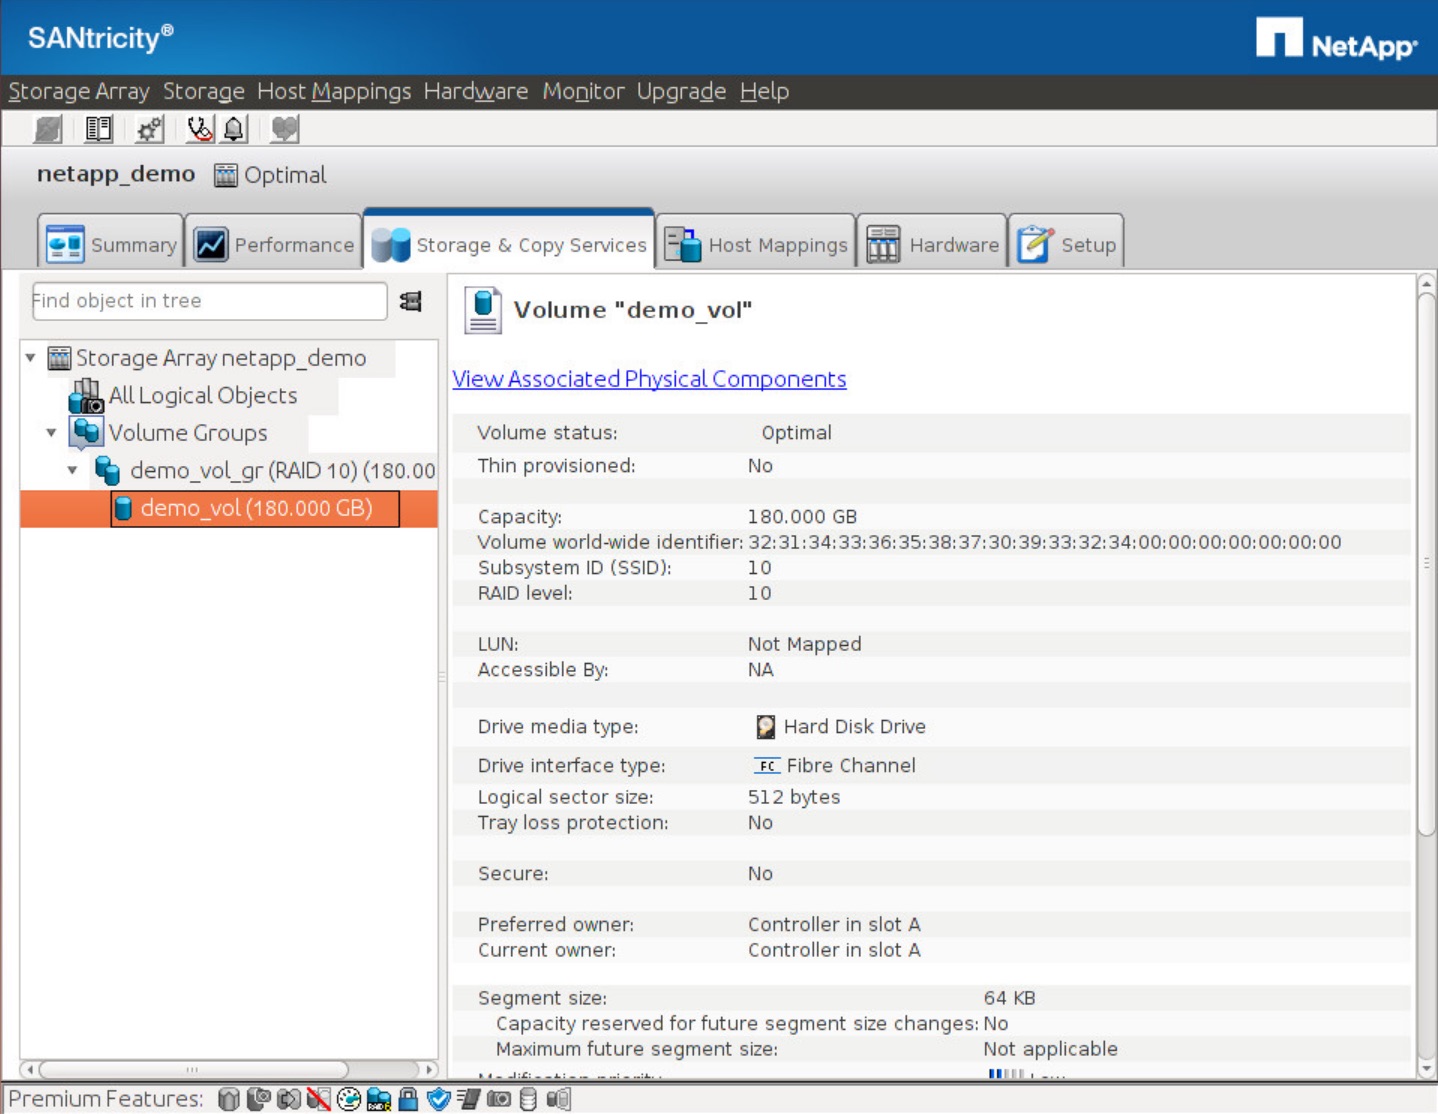 SANtricity®
NetApp®
Storage Array Storage Host Mappings Hardware Monitor Upgrade Help
netapp_demo Optimal
Summary Performance Storage & Copy Services Host Mappings Hardware Setup
Find object in tree
Storage Array netapp_demo
All Logical Objects
Volume Groups
demo_vol_gr (RAID 10) (180.00
demo_vol (180.000 GB)
Volume "demo_vol"
View Associated Physical Components
Volume status: Optimal
Thin provisioned: No
Capacity: 180.000 GB
Volume world-wide identifier: 32:31:34:33:36:35:38:37:30:39:33:32:34:00:00:00:00:00:00:00
Subsystem ID (SSID): 10
RAID level: 10
LUN: Not Mapped
Accessible By: NA
Drive media type: Hard Disk Drive
Drive interface type: FC Fibre Channel
Logical sector size: 512 bytes
Tray loss protection: No
Secure: No
Preferred owner: Controller in slot A
Current owner: Controller in slot A
Segment size: 64 KB
Capacity reserved for future segment size changes: No
Maximum future segment size: Not applicable
Modification priority Low
Premium Features: